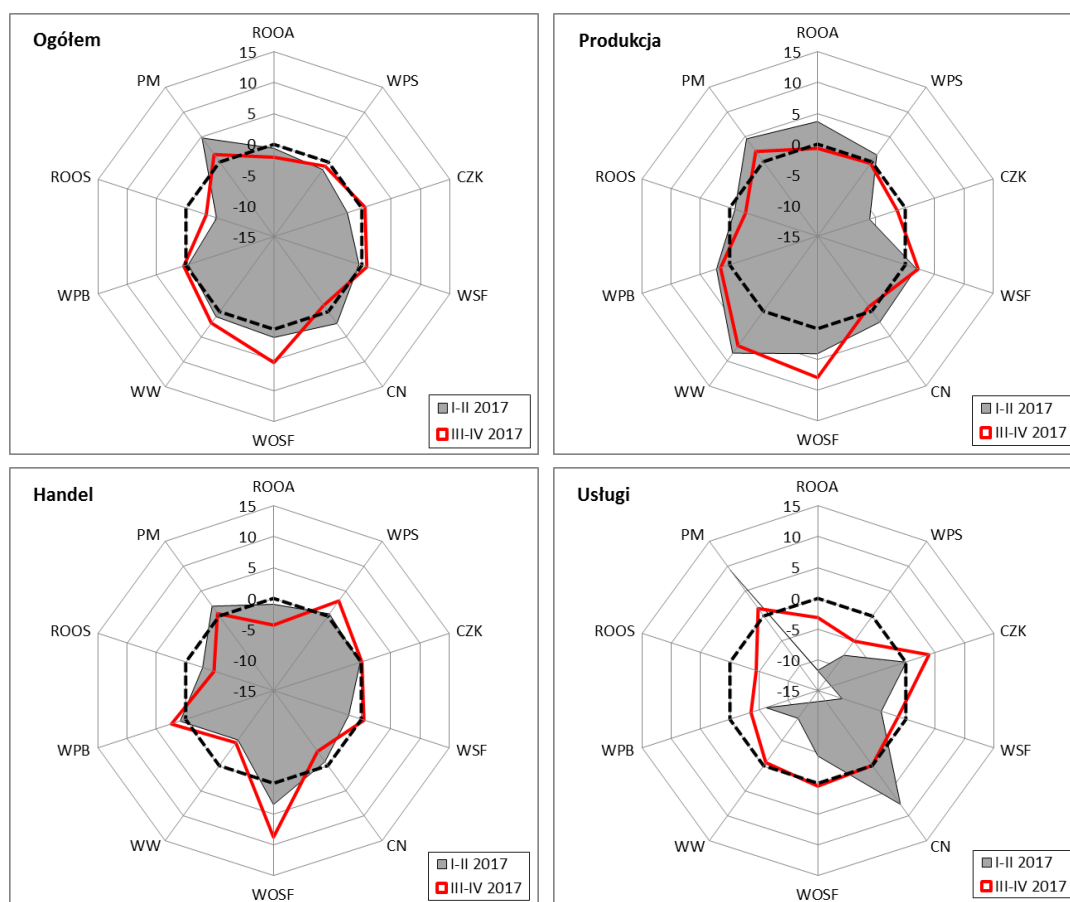 Ogółem
ROOA
WPS
CZK
WSF
CN
WOSF
WW
WPB
ROOS
PM
15
10
5
0
-5
-10
-15
I-II 2017
III-IV 2017
Produkcja
ROOA
WPS
CZK
WSF
CN
WOSF
WW
WPB
ROOS
PM
15
10
5
0
-5
-10
-15
I-II 2017
III-IV 2017
Handel
ROOA
WPS
CZK
WSF
CN
WOSF
WW
WPB
ROOS
PM
15
10
5
0
-5
-10
-15
I-II 2017
III-IV 2017
Usługi
ROOA
WPS
CZK
WSF
CN
WOSF
WW
WPB
ROOS
PM
15
10
5
0
-5
-10
-15
I-II 2017
III-IV 2017